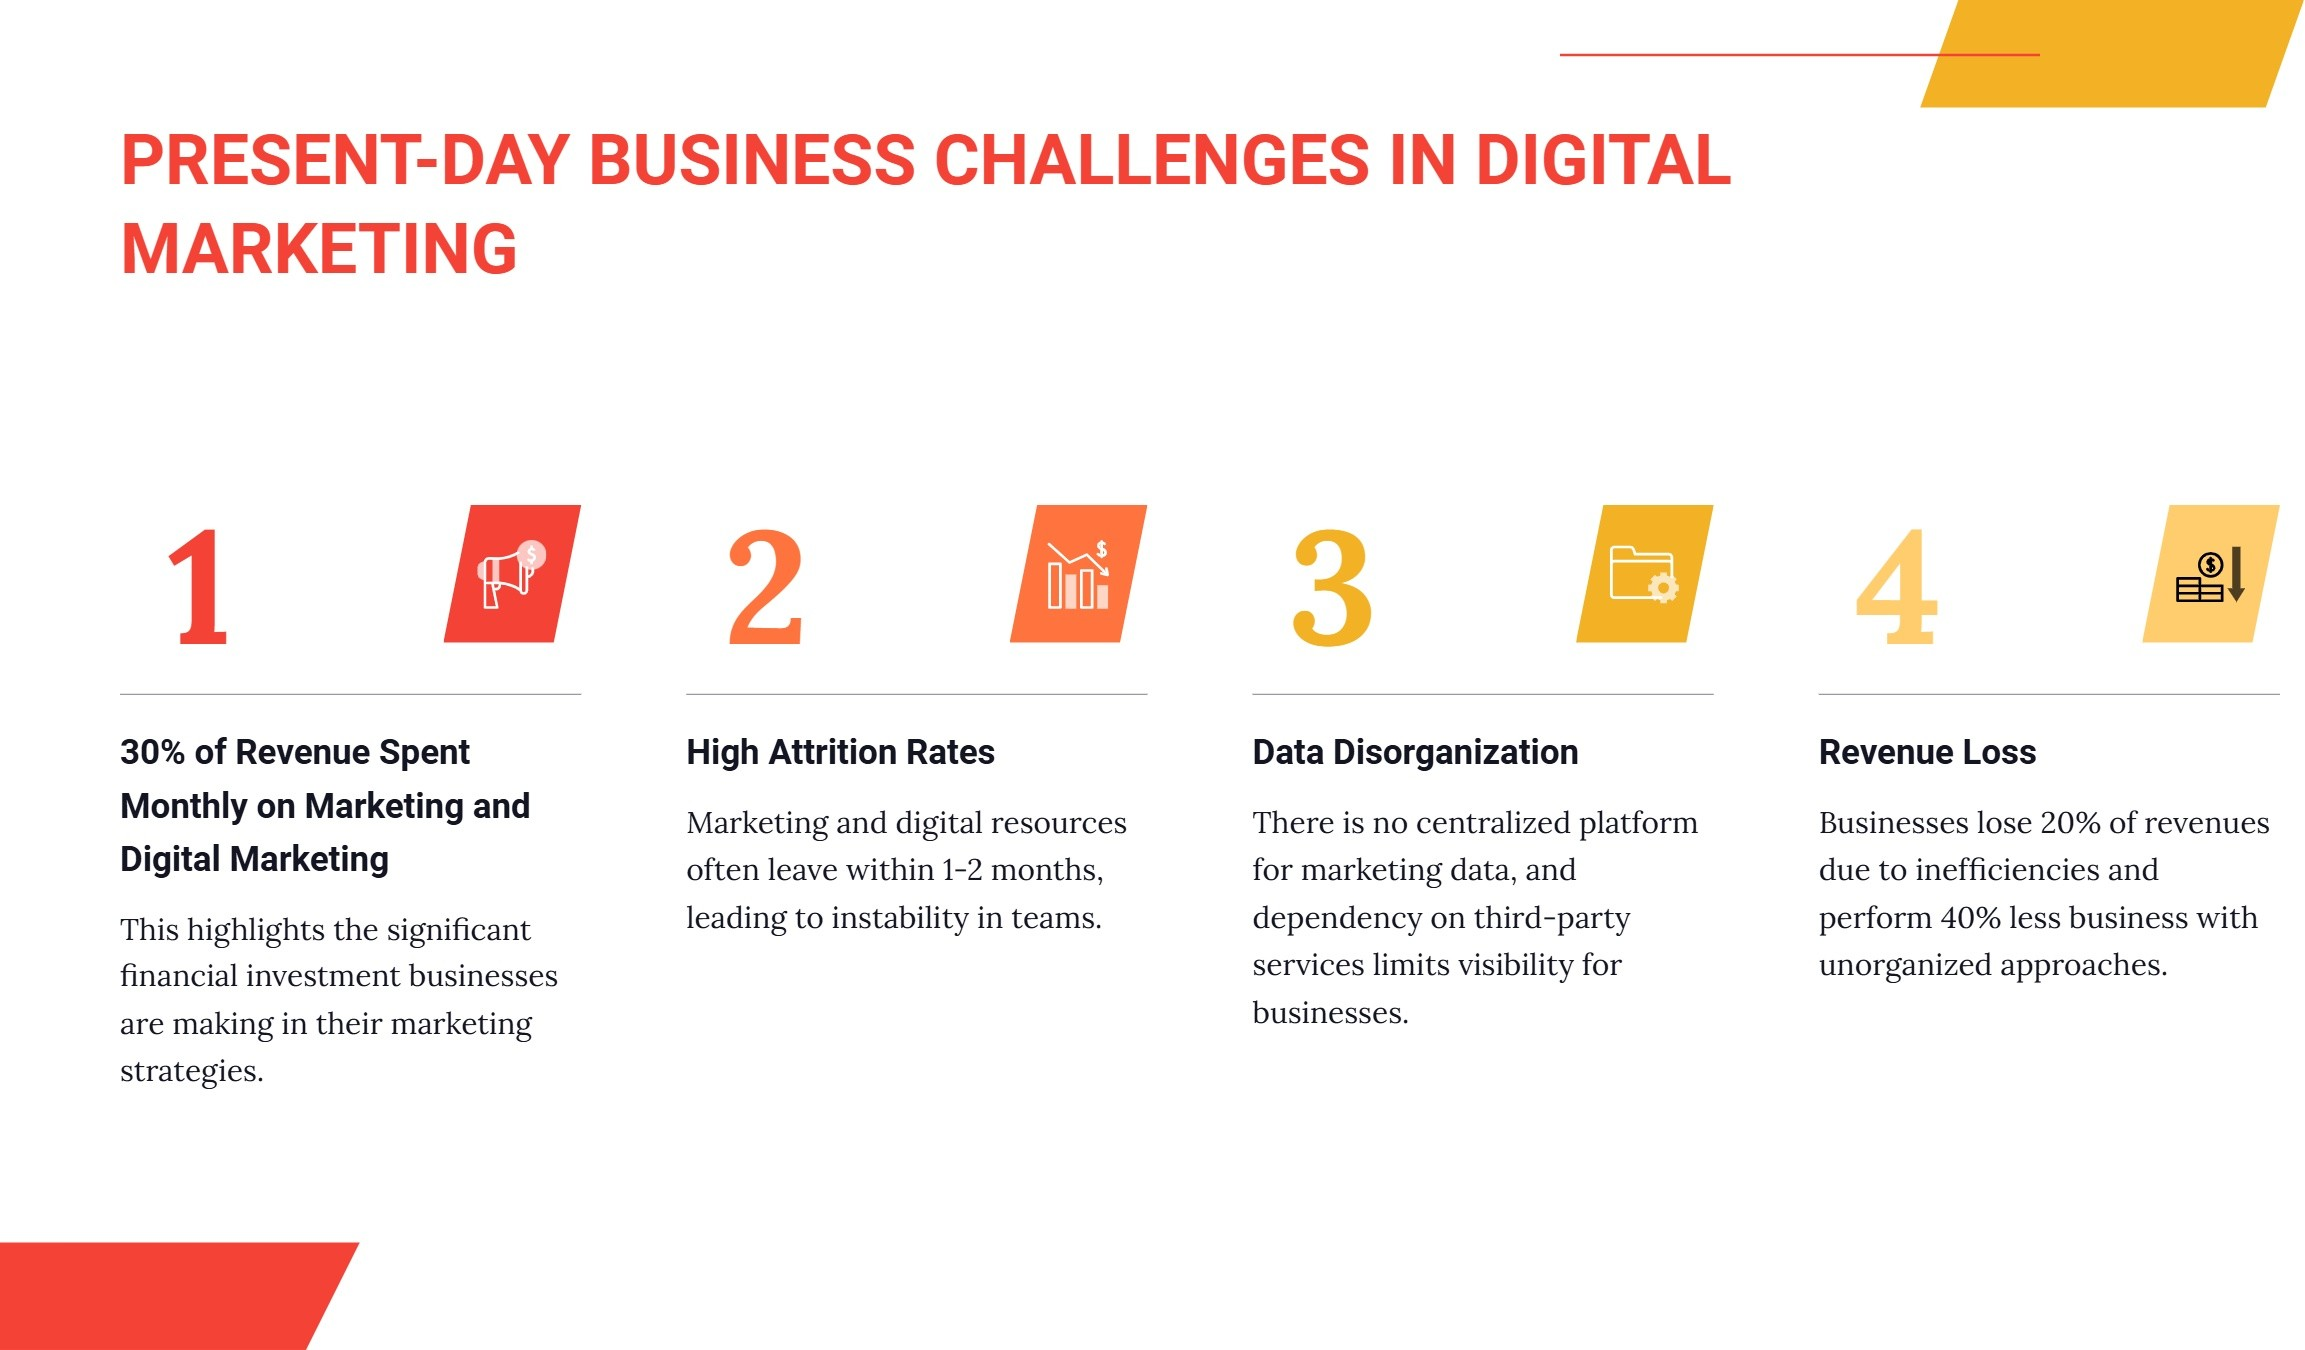 PRESENT-DAY BUSINESS CHALLENGES IN DIGITAL
MARKETING
1
30% of Revenue Spent
Monthly on Marketing and
Digital Marketing
This highlights the significant
financial investment businesses
are making in their marketing
strategies.
2
High Attrition Rates
Marketing and digital resources
often leave within 1-2 months,
leading to instability in teams.
3
Data Disorganization
There is no centralized platform
for marketing data, and
dependency on third-party
services limits visibility for
businesses.
4
Revenue Loss
Businesses lose 20% of revenues
due to inefficiencies and
perform 40% less business with
unorganized approaches.